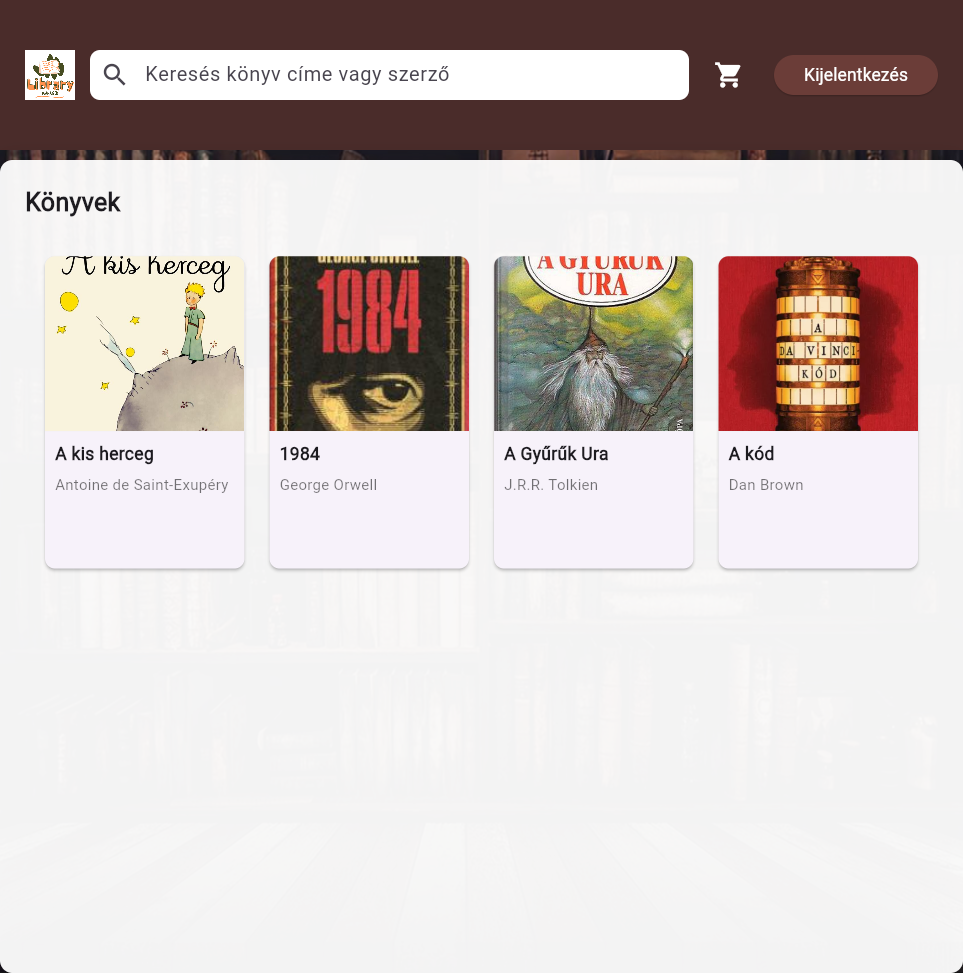 Library
Keresés könyv címe vagy szerző
Kijelentkezés
Könyvek
A kis herceg
GEORGE ORWELL
1984
A GYŰRŰK
URA
A
DA VINCI-
KÓD
A kis herceg
1984
A Gyűrűk Ura
A kód
Antoine de Saint-Exupéry
George Orwell
J.R.R. Tolkien
Dan Brown